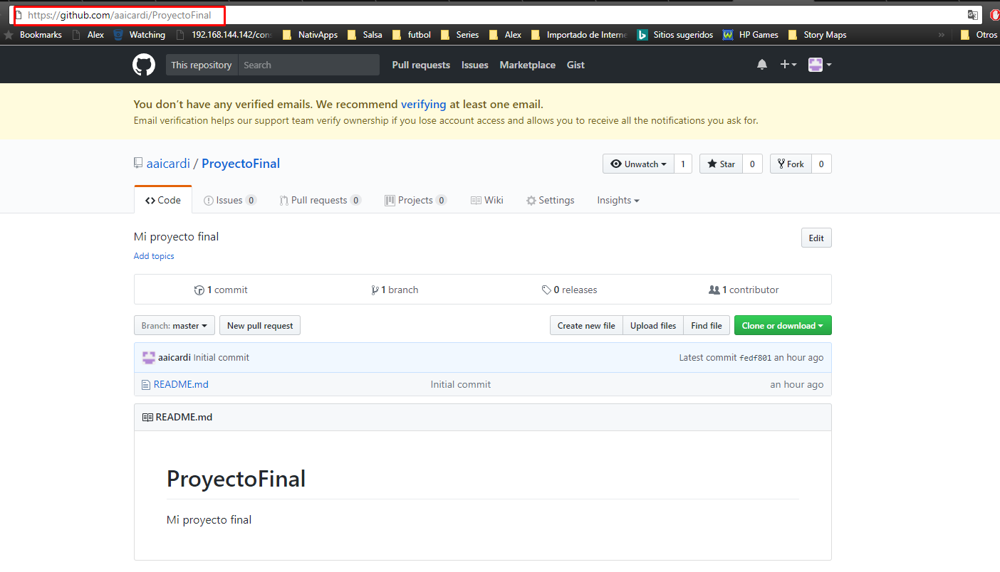 https://github.com/aaicardi/ProyectoFinal
Bookmarks Alex Watching 192.168.144.142/con NativApps Salsa futbol Series Alex Importado de Interne Sitios sugeridos HP Games Story Maps » Otros
This repository Search Pull requests Issues Marketplace Gist
You don’t have any verified emails. We recommend verifying at least one email.
Email verification helps our support team verify ownership if you lose account access and allows you to receive all the notifications you ask for.
aaicardi / ProyectoFinal Unwatch 1 Star 0 Fork 0
Code Issues 0 Pull requests 0 Projects 0 Wiki Settings Insights
Mi proyecto final Edit
Add topics
1 commit 1 branch 0 releases 1 contributor
Branch: master New pull request Create new file Upload files Find file Clone or download
aaicardi Initial commit Latest commit fedf801 an hour ago
README.md Initial commit an hour ago
README.md
ProyectoFinal
Mi proyecto final